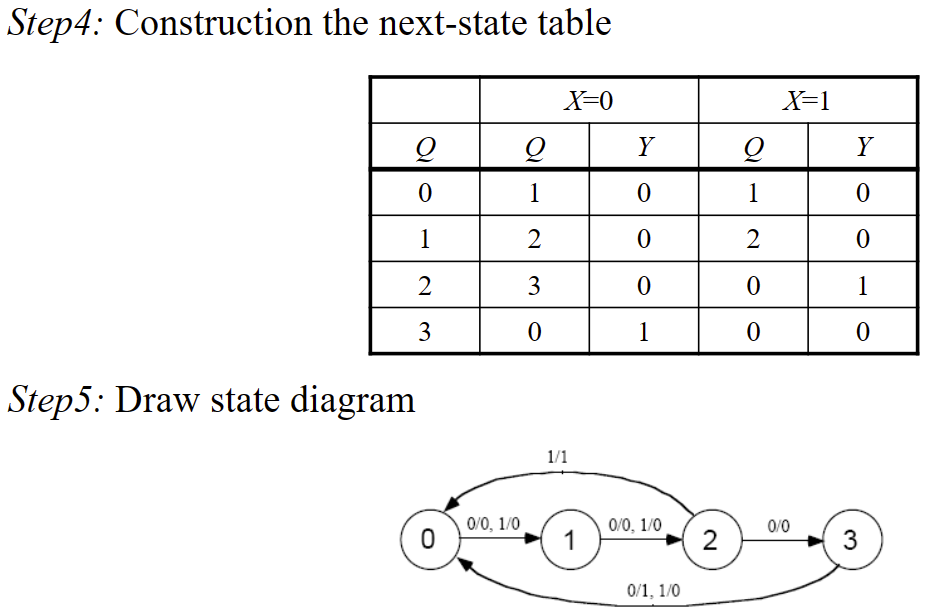 Step4: Construction the next-state table
X=0 X=1
Q Q Y Q Y
0 1 0 1 0
1 2 0 2 0
2 3 0 0 1
3 0 1 0 0
Step5: Draw state diagram
1/1
0/0, 1/0 0/0, 1/0 0/0
0 1 2 3
0/1, 1/0